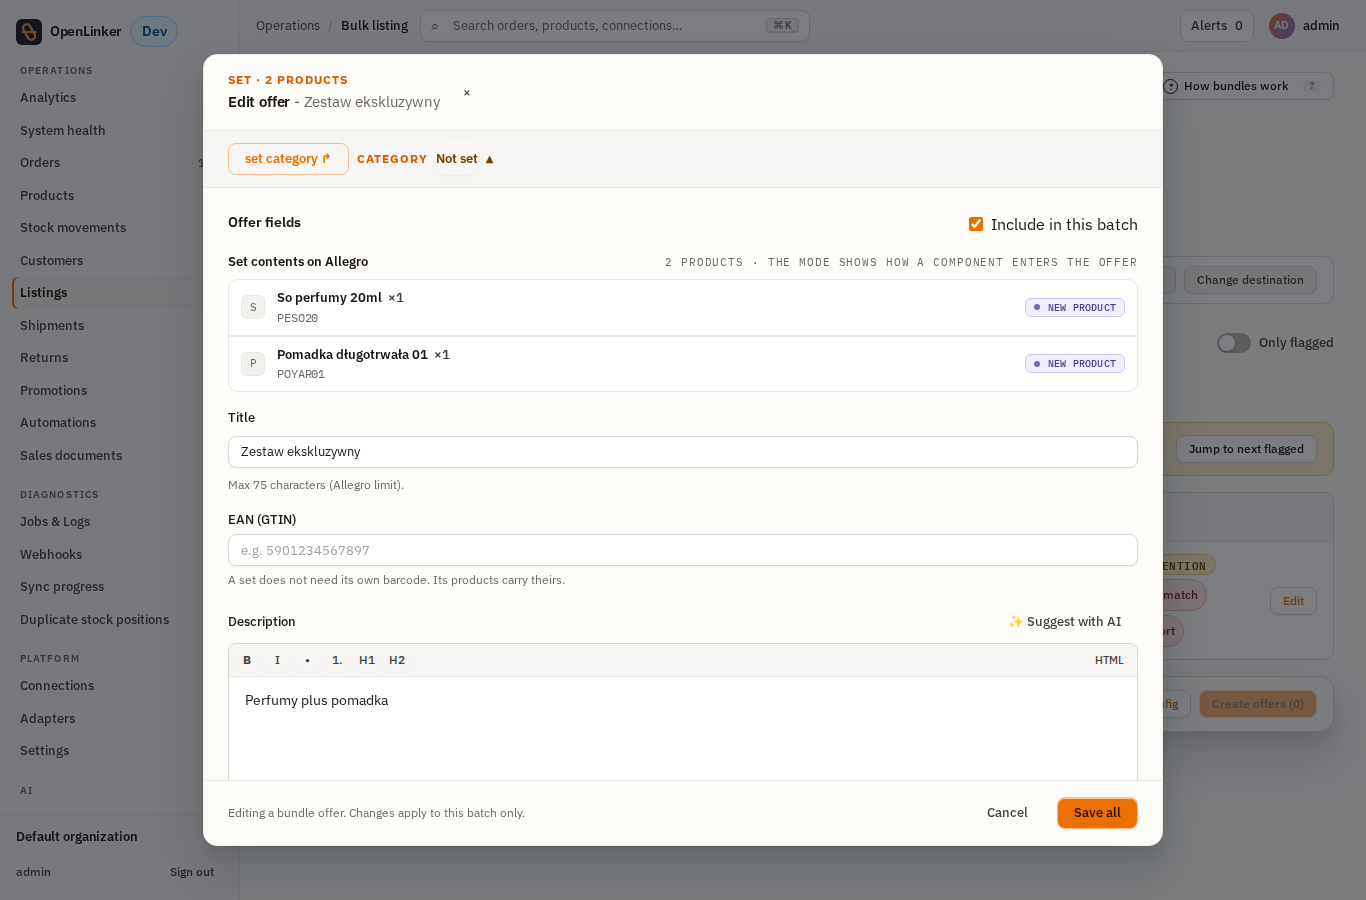 OpenLinker Dev
Operations / Bulk listing
Search orders, products, connections... ⌘K
Alerts 0
AD admin
OPERATIONS
Analytics
System health
Orders
Products
Stock movements
Customers
Listings
Shipments
Returns
Promotions
Automations
Sales documents
DIAGNOSTICS
Jobs & Logs
Webhooks
Sync progress
Duplicate stock positions
PLATFORM
Connections
Adapters
Settings
AI
Default organization
admin Sign out
? How bundles work ?
Change destination
Only flagged
Jump to next flagged
Edit
Create offers (0)
SET · 2 PRODUCTS
Edit offer - Zestaw ekskluzywny ×
set category ↱ CATEGORY Not set ▲
Offer fields
Include in this batch
Set contents on Allegro
2 PRODUCTS · THE MODE SHOWS HOW A COMPONENT ENTERS THE OFFER
S So perfumy 20ml ×1
PESO20
NEW PRODUCT
P Pomadka długotrwała 01 ×1
POYAR01
NEW PRODUCT
Title
Zestaw ekskluzywny
Max 75 characters (Allegro limit).
EAN (GTIN)
e.g. 5901234567897
A set does not need its own barcode. Its products carry theirs.
Description
✨ Suggest with AI
B I • 1. H1 H2 HTML
Perfumy plus pomadka
Editing a bundle offer. Changes apply to this batch only.
Cancel Save all